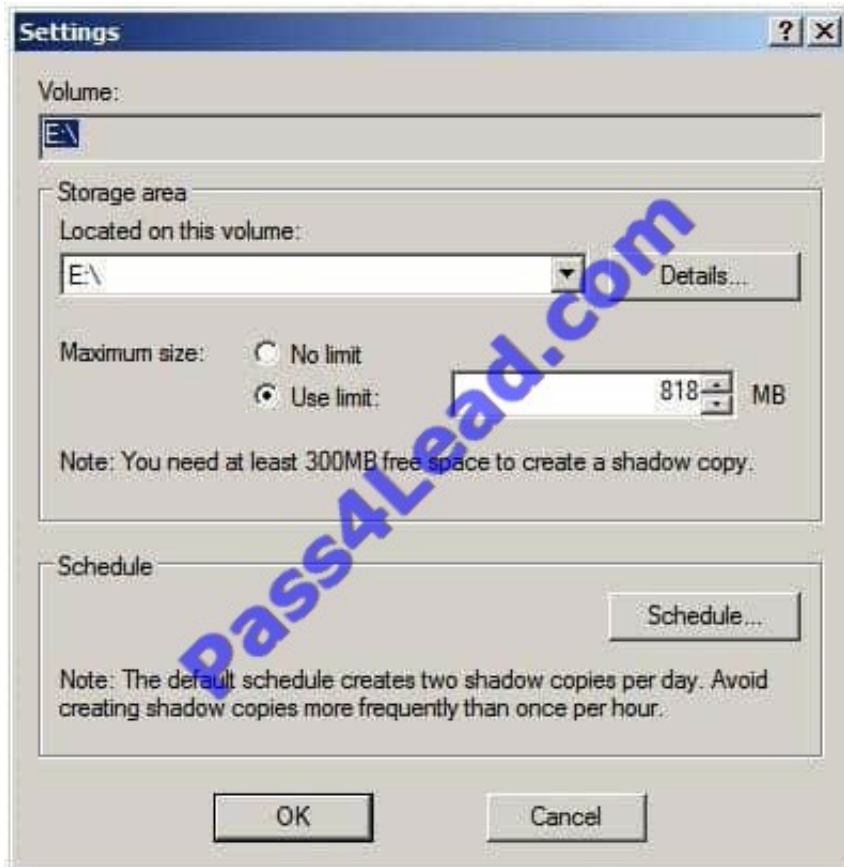 Settings
Volume:
E:\
Storage area
Located on this volume:
E:\
Details...
Maximum size:
No limit
Use limit:
818
MB
Note: You need at least 300MB free space to create a shadow copy.
Schedule
Schedule...
Note: The default schedule creates two shadow copies per day. Avoid
creating shadow copies more frequently than once per hour.
OK
Cancel
Pass4Lead.com